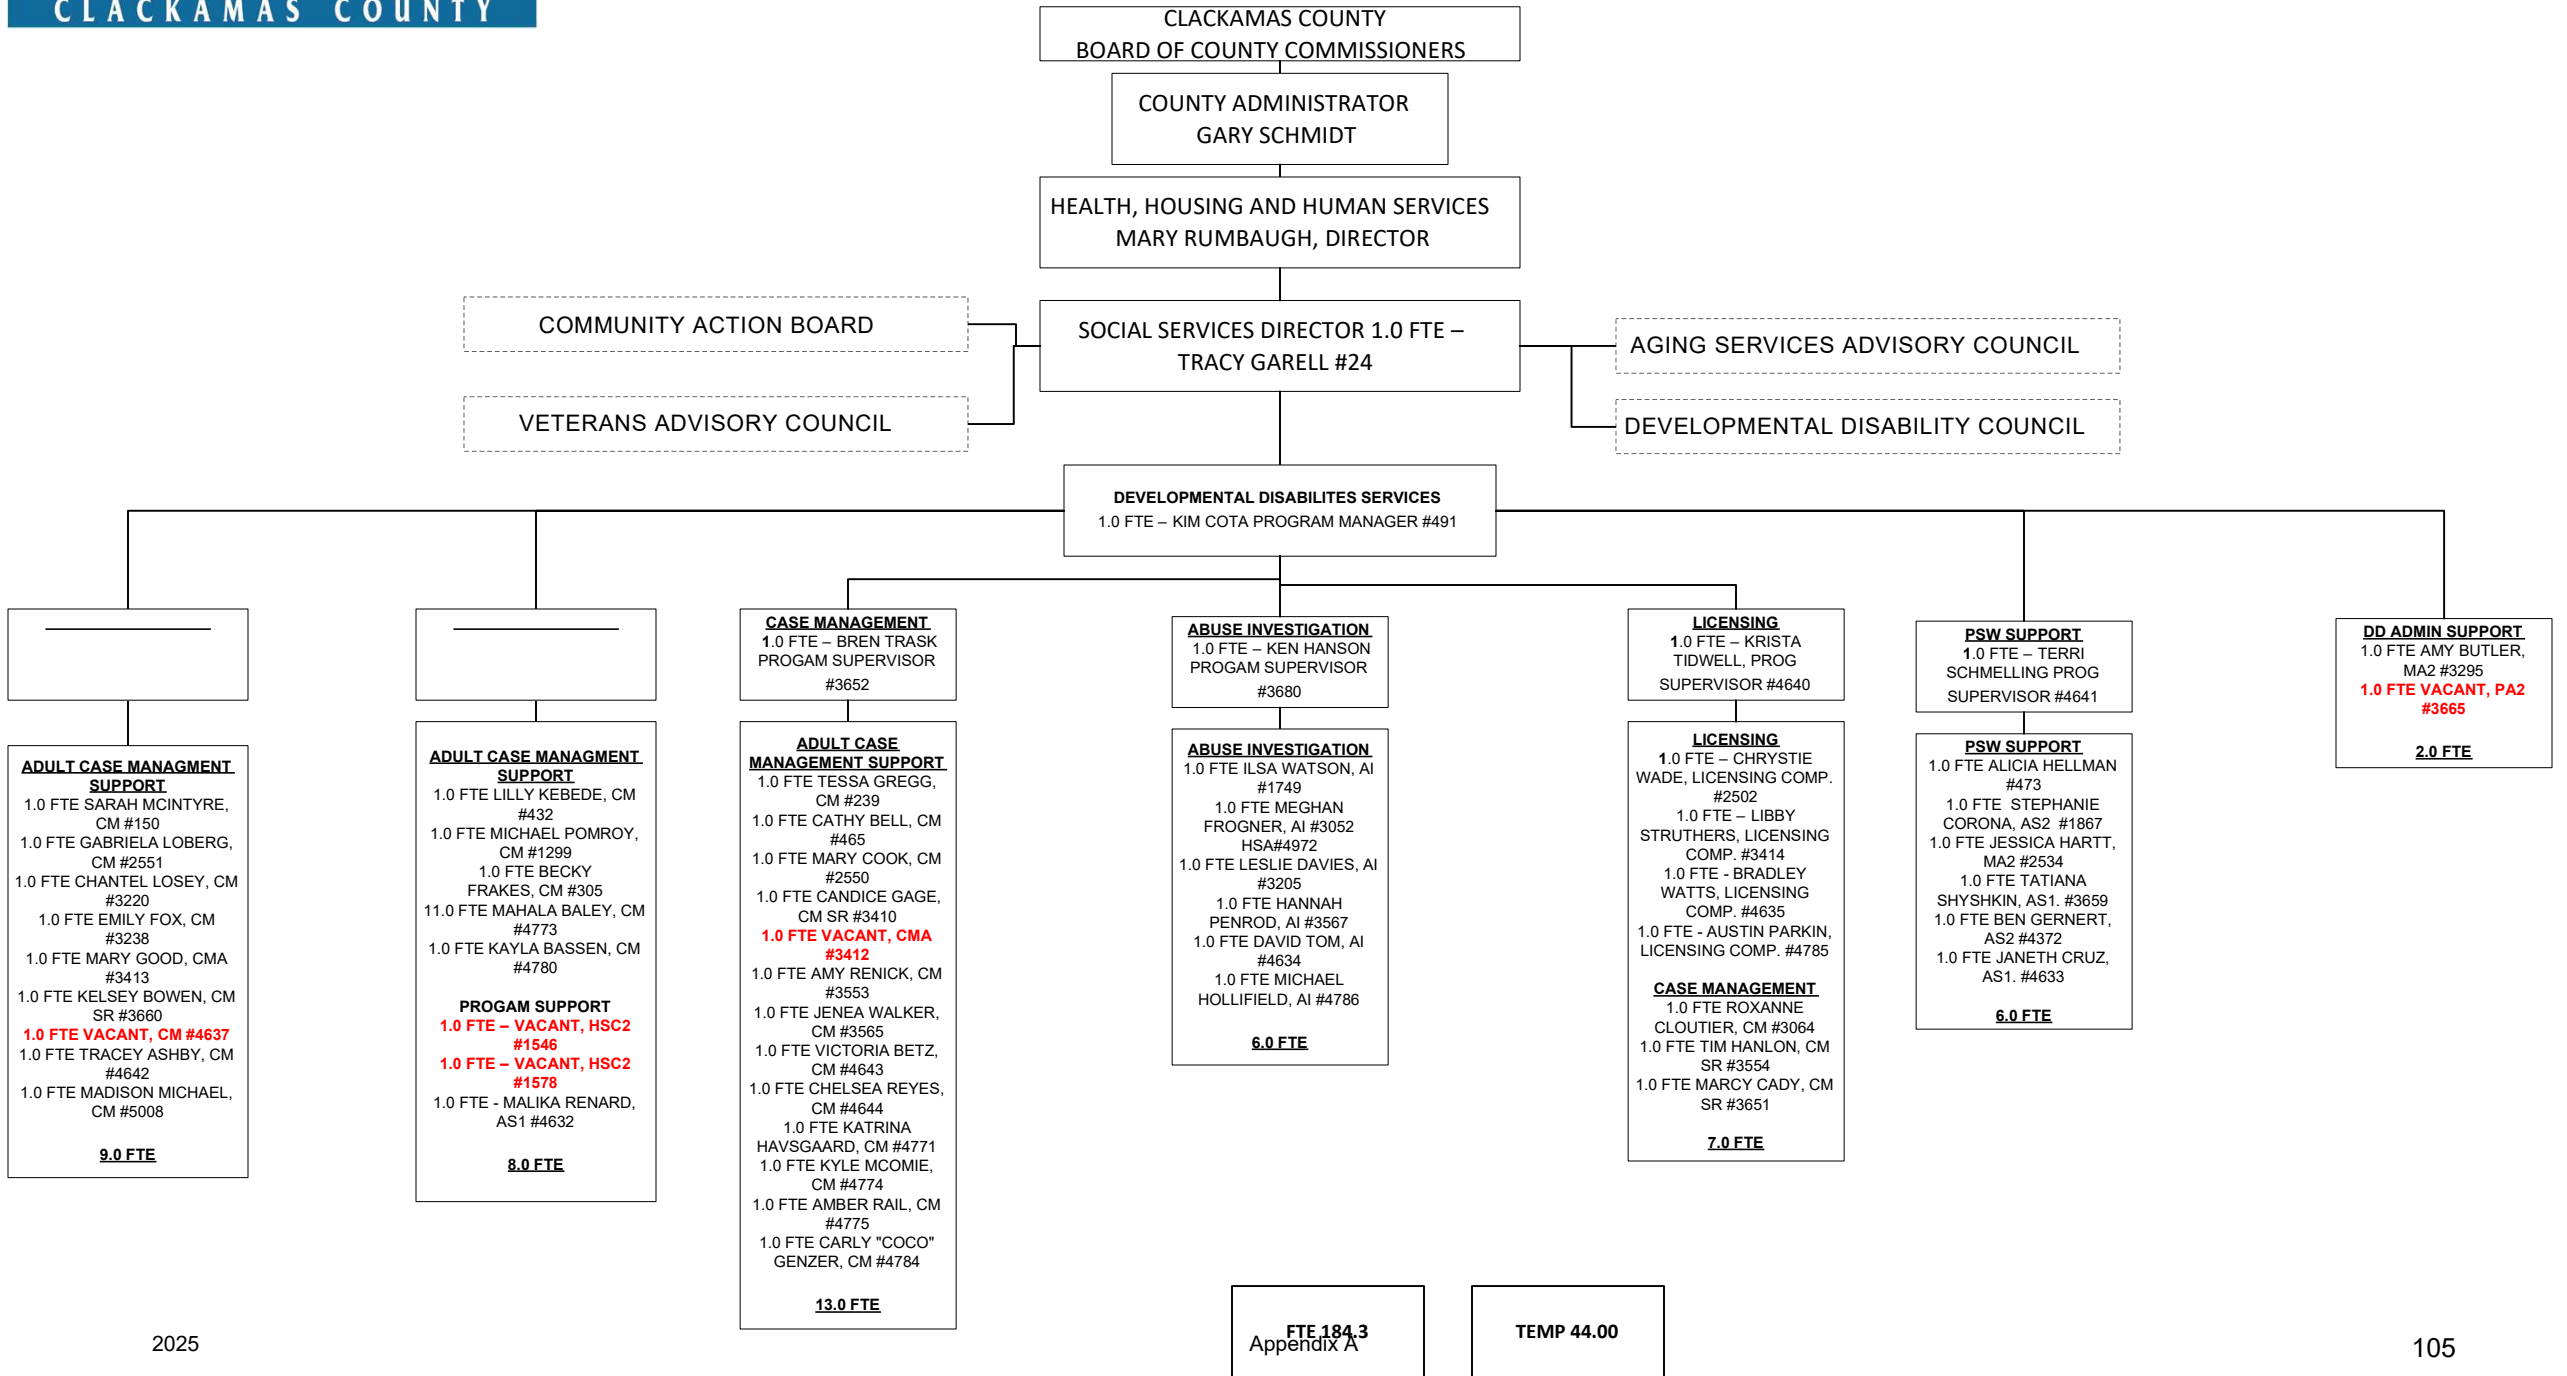 CLACKAMAS COUNTY
CLACKAMAS COUNTY
BOARD OF COUNTY COMMISSIONERS
COUNTY ADMINISTRATOR
GARY SCHMIDT
HEALTH, HOUSING AND HUMAN SERVICES
MARY RUMBAUGH, DIRECTOR
COMMUNITY ACTION BOARD
VETERANS ADVISORY COUNCIL
SOCIAL SERVICES DIRECTOR 1.0 FTE –
TRACY GARELL #24
AGING SERVICES ADVISORY COUNCIL
DEVELOPMENTAL DISABILITY COUNCIL
DEVELOPMENTAL DISABILITES SERVICES
1.0 FTE – KIM COTA PROGRAM MANAGER #491
ADULT CASE MANAGMENT
SUPPORT
1.0 FTE SARAH MCINTYRE,
CM #150
1.0 FTE GABRIELA LOBERG,
CM #2551
1.0 FTE CHANTEL LOSEY, CM
#3220
1.0 FTE EMILY FOX, CM
#3238
1.0 FTE MARY GOOD, CMA
#3413
1.0 FTE KELSEY BOWEN, CM
SR #3660
1.0 FTE VACANT, CM #4637
1.0 FTE TRACEY ASHBY, CM
#4642
1.0 FTE MADISON MICHAEL,
CM #5008
9.0 FTE
ADULT CASE MANAGMENT
SUPPORT
1.0 FTE LILLY KEBEDE, CM
#432
1.0 FTE MICHAEL POMROY,
CM #1299
1.0 FTE BECKY
FRAKES, CM #305
11.0 FTE MAHALA BALEY, CM
#4773
1.0 FTE KAYLA BASSEN, CM
#4780
PROGAM SUPPORT
1.0 FTE – VACANT, HSC2
#1546
1.0 FTE – VACANT, HSC2
#1578
1.0 FTE - MALIKA RENARD,
AS1 #4632
8.0 FTE
CASE MANAGEMENT
1.0 FTE – BREN TRASK
PROGAM SUPERVISOR
#3652
ADULT CASE
MANAGEMENT SUPPORT
1.0 FTE TESSA GREGG,
CM #239
1.0 FTE CATHY BELL, CM
#465
1.0 FTE MARY COOK, CM
#2550
1.0 FTE CANDICE GAGE,
CM SR #3410
1.0 FTE VACANT, CMA
#3412
1.0 FTE AMY RENICK, CM
#3553
1.0 FTE JENEA WALKER,
CM #3565
1.0 FTE VICTORIA BETZ,
CM #4643
1.0 FTE CHELSEA REYES,
CM #4644
1.0 FTE KATRINA
HAVSGAARD, CM #4771
1.0 FTE KYLE MCOMIE,
CM #4774
1.0 FTE AMBER RAIL, CM
#4775
1.0 FTE CARLY "COCO"
GENZER, CM #4784
13.0 FTE
ABUSE INVESTIGATION
1.0 FTE – KEN HANSON
PROGAM SUPERVISOR
#3680
ABUSE INVESTIGATION
1.0 FTE ILSA WATSON, AI
#1749
1.0 FTE MEGHAN
FROGNER, AI #3052
HSA#4972
1.0 FTE LESLIE DAVIES, AI
#3205
1.0 FTE HANNAH
PENROD, AI #3567
1.0 FTE DAVID TOM, AI
#4634
1.0 FTE MICHAEL
HOLLIFIELD, AI #4786
6.0 FTE
LICENSING
1.0 FTE – KRISTA
TIDWELL, PROG
SUPERVISOR #4640
LICENSING
1.0 FTE – CHRYSTIE
WADE, LICENSING COMP.
#2502
1.0 FTE – LIBBY
STRUTHERS, LICENSING
COMP. #3414
1.0 FTE - BRADLEY
WATTS, LICENSING
COMP. #4635
1.0 FTE - AUSTIN PARKIN,
LICENSING COMP. #4785
CASE MANAGEMENT
1.0 FTE ROXANNE
CLOUTIER, CM #3064
1.0 FTE TIM HANLON, CM
SR #3554
1.0 FTE MARCY CADY, CM
SR #3651
7.0 FTE
PSW SUPPORT
1.0 FTE – TERRI
SCHMELLING PROG
SUPERVISOR #4641
PSW SUPPORT
1.0 FTE ALICIA HELLMAN
#473
1.0 FTE STEPHANIE
CORONA, AS2 #1867
1.0 FTE JESSICA HARTT,
MA2 #2534
1.0 FTE TATIANA
SHYSHKIN, AS1. #3659
1.0 FTE BEN GERNERT,
AS2 #4372
1.0 FTE JANETH CRUZ,
AS1. #4633
6.0 FTE
DD ADMIN SUPPORT
1.0 FTE AMY BUTLER,
MA2 #3295
1.0 FTE VACANT, PA2
#3665
2.0 FTE
FTE 184.3
TEMP 44.00
2025
Appendix A
105